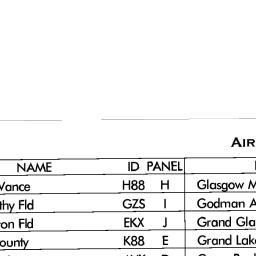 AIR
NAME ID PANEL
Vance H88 H Glasgow M
thy Fld GZS I Godman A
on Fld EKX J Grand Gla
ounty K88 E Grand Lak